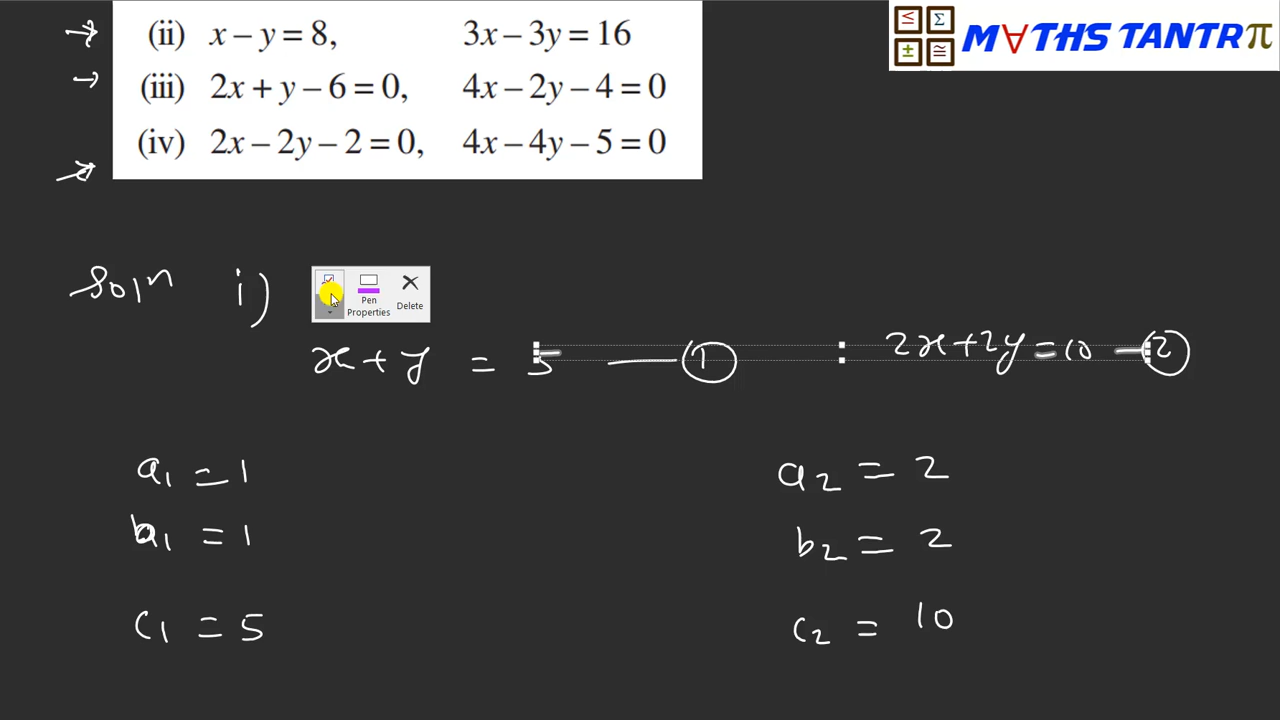 (ii) x – y = 8, 3x – 3y = 16
MATHS TANTRπ
(iii) 2x + y – 6 = 0, 4x – 2y – 4 = 0
(iv) 2x – 2y – 2 = 0, 4x – 4y – 5 = 0
Soln i)
Pen
Properties
Delete
x + y = 5 — ① 2x + 2y = 10 — ②
a₁ = 1 a₂ = 2
b₁ = 1 b₂ = 2
c₁ = 5 c₂ = 10